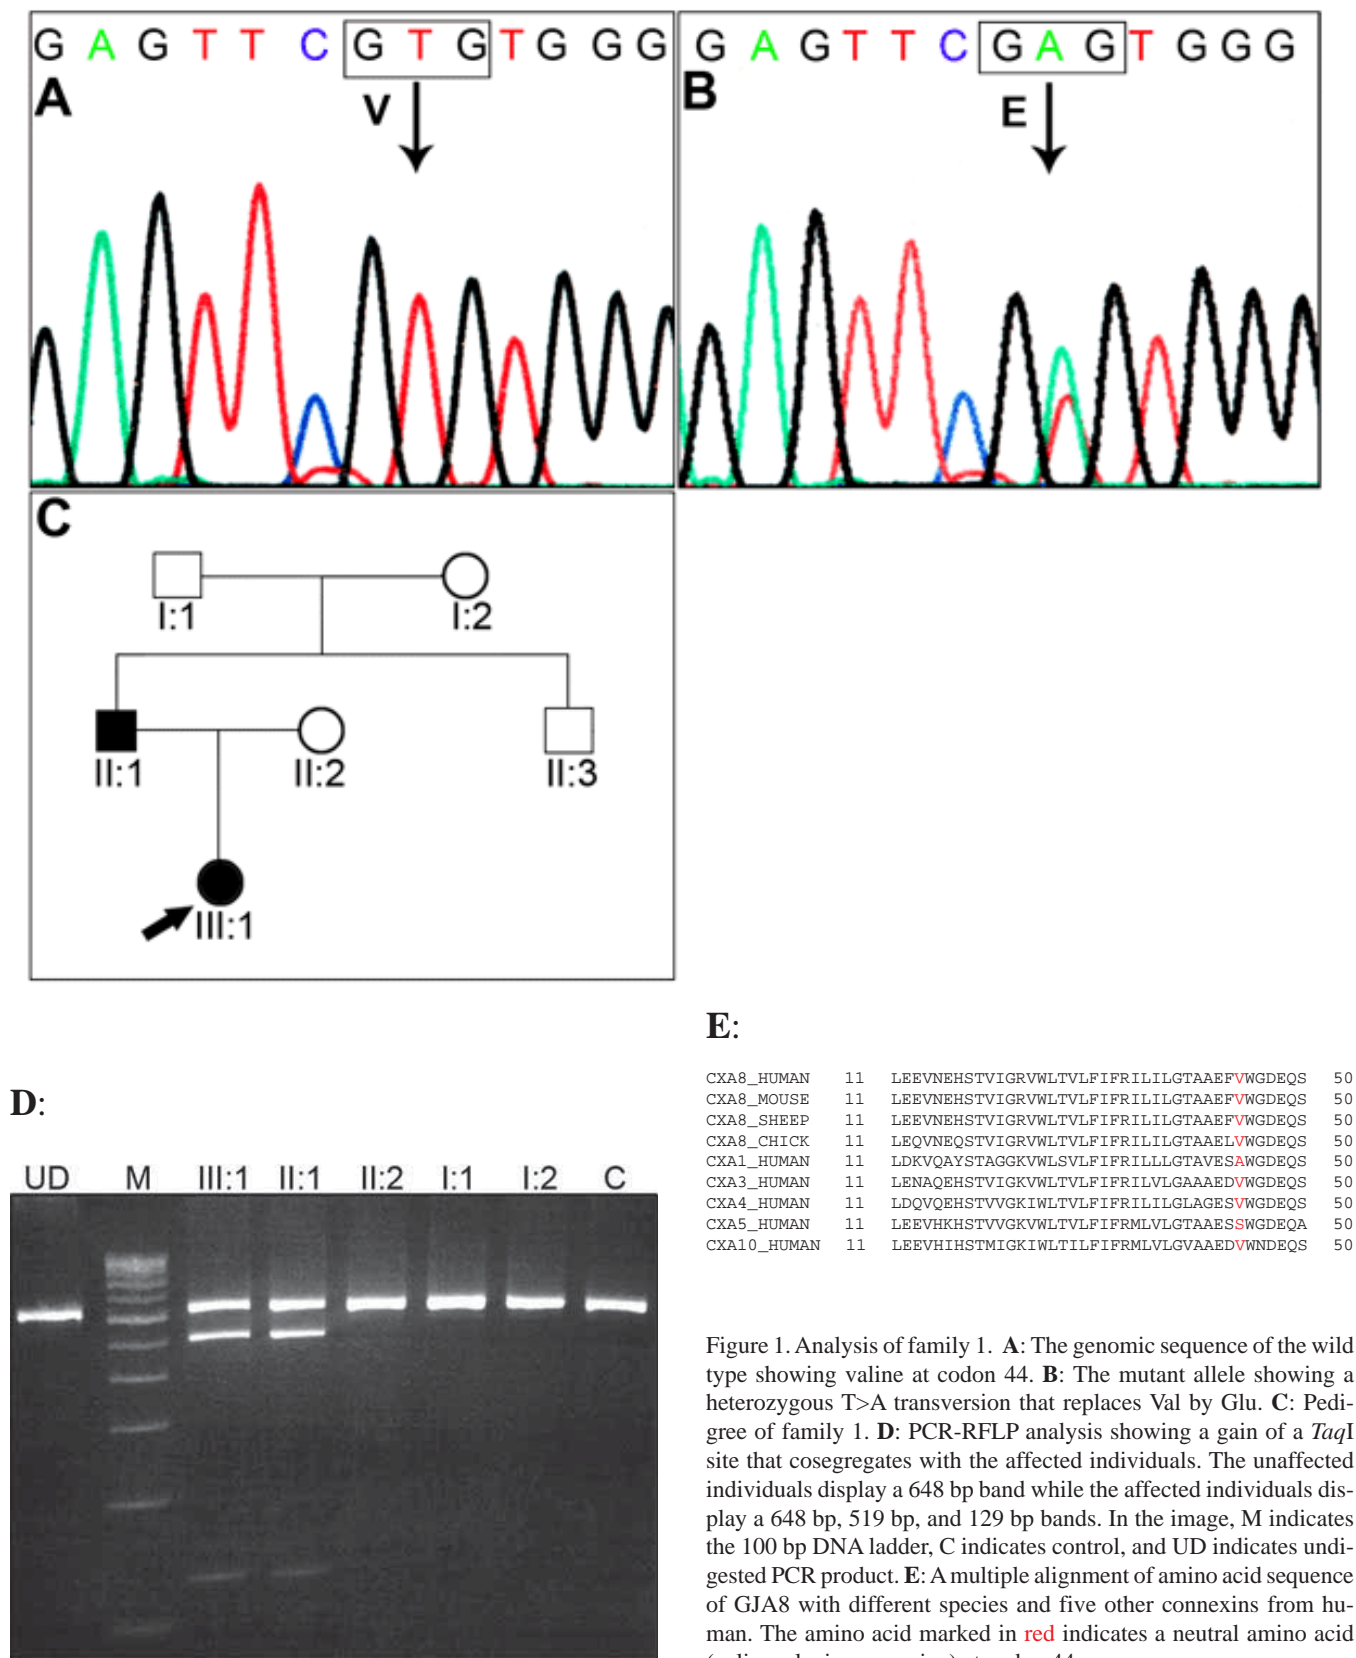 G A G T T C G T G T G G G
A
V
G A G T T C G A G T G G G
B
E
C
I:1
I:2
II:1
II:2
II:3
III:1
D:
UD M III:1 II:1 II:2 I:1 I:2 C
E:
CXA8_HUMAN 11 LEEVNEHSTVIGRVWLTVLFIFRILILGTAAEFVWGDEQS 50
CXA8_MOUSE 11 LEEVNEHSTVIGRVWLTVLFIFRILILGTAAEFVWGDEQS 50
CXA8_SHEEP 11 LEEVNEHSTVIGRVWLTVLFIFRILILGTAAEFVWGDEQS 50
CXA8_CHICK 11 LEQVNEQSTVIGRVWLTVLFIFRILILGTAAELVWGDEQS 50
CXA1_HUMAN 11 LDKVQAYSTAGGKVWLSVLFIFRILLLGTAVESAWGDEQS 50
CXA3_HUMAN 11 LENAQEHSTVIGKVWLTVLFIFRILVLGAAAEDVWGDEQS 50
CXA4_HUMAN 11 LDQVQEHSTVVGKIWLTVLFIFRILILGLAGESVWGDEQS 50
CXA5_HUMAN 11 LEEVHKHSTVVGKVWLTVLFIFRMLVLGTAAESSWGDEQA 50
CXA10_HUMAN 11 LEEVHIHSTMIGKIWLTILFIFRMLVLGVAAEDVWNDEQS 50
Figure 1. Analysis of family 1. A: The genomic sequence of the wild
type showing valine at codon 44. B: The mutant allele showing a
heterozygous T>A transversion that replaces Val by Glu. C: Pedi-
gree of family 1. D: PCR-RFLP analysis showing a gain of a TaqI
site that cosegregates with the affected individuals. The unaffected
individuals display a 648 bp band while the affected individuals dis-
play a 648 bp, 519 bp, and 129 bp bands. In the image, M indicates
the 100 bp DNA ladder, C indicates control, and UD indicates undi-
gested PCR product. E: A multiple alignment of amino acid sequence
of GJA8 with different species and five other connexins from hu-
man. The amino acid marked in red indicates a neutral amino acid